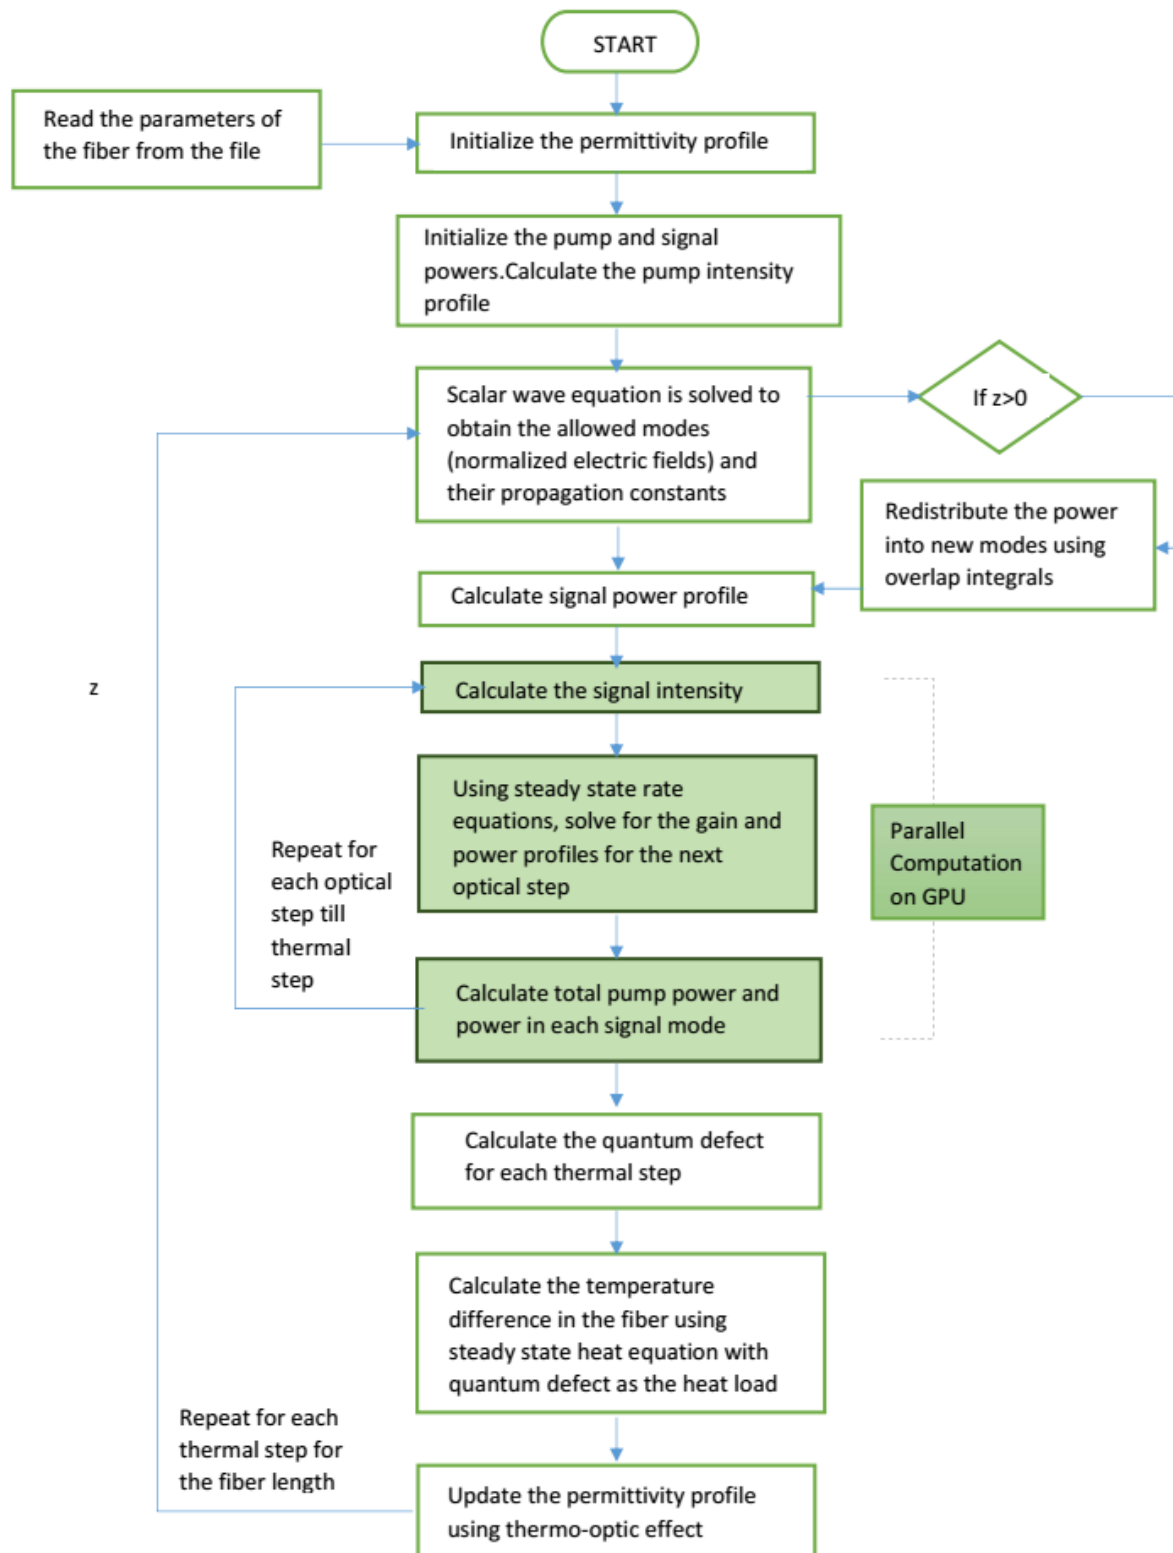 START
Read the parameters of
the fiber from the file
Initialize the permittivity profile
Initialize the pump and signal
powers.Calculate the pump intensity
profile
Scalar wave equation is solved to
obtain the allowed modes
(normalized electric fields) and
their propagation constants
If z>0
Redistribute the power
into new modes using
overlap integrals
Calculate signal power profile
z
Calculate the signal intensity
Using steady state rate
equations, solve for the gain and
power profiles for the next
optical step
Repeat for
each optical
step till
thermal
step
Parallel
Computation
on GPU
Calculate total pump power and
power in each signal mode
Calculate the quantum defect
for each thermal step
Calculate the temperature
difference in the fiber using
steady state heat equation with
quantum defect as the heat load
Repeat for each
thermal step for
the fiber length
Update the permittivity profile
using thermo-optic effect